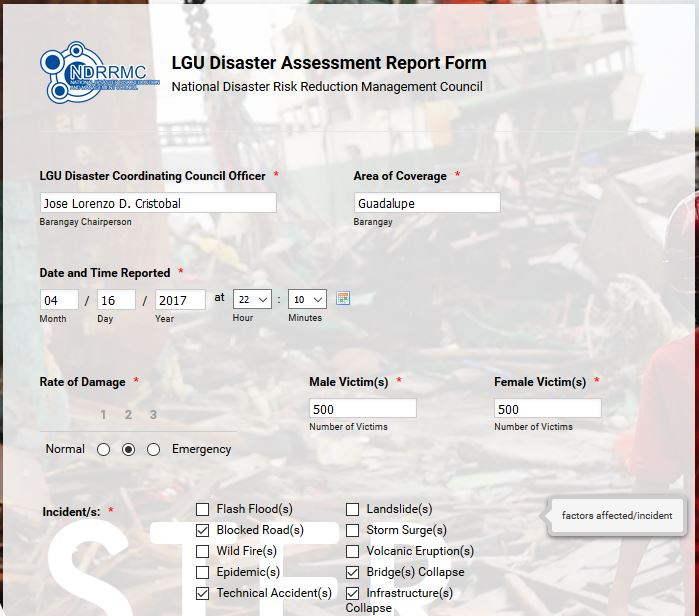 NDRRMC
LGU Disaster Assessment Report Form
National Disaster Risk Reduction Management Council
LGU Disaster Coordinating Council Officer *
Area of Coverage *
Jose Lorenzo D. Cristobal
Guadalupe
Barangay Chairperson
Barangay
Date and Time Reported *
04 / 16 / 2017 at 22 : 10
Month Day Year Hour Minutes
Rate of Damage *
Male Victim(s) *
Female Victim(s) *
1 2 3
500
500
Number of Victims
Number of Victims
Normal
Emergency
Incident/s: *
Flash Flood(s)
Landslide(s)
factors affected/incident
Blocked Road(s)
Storm Surge(s)
Wild Fire(s)
Volcanic Eruption(s)
Epidemic(s)
Bridge(s) Collapse
Technical Accident(s)
Infrastructure(s)
Collapse